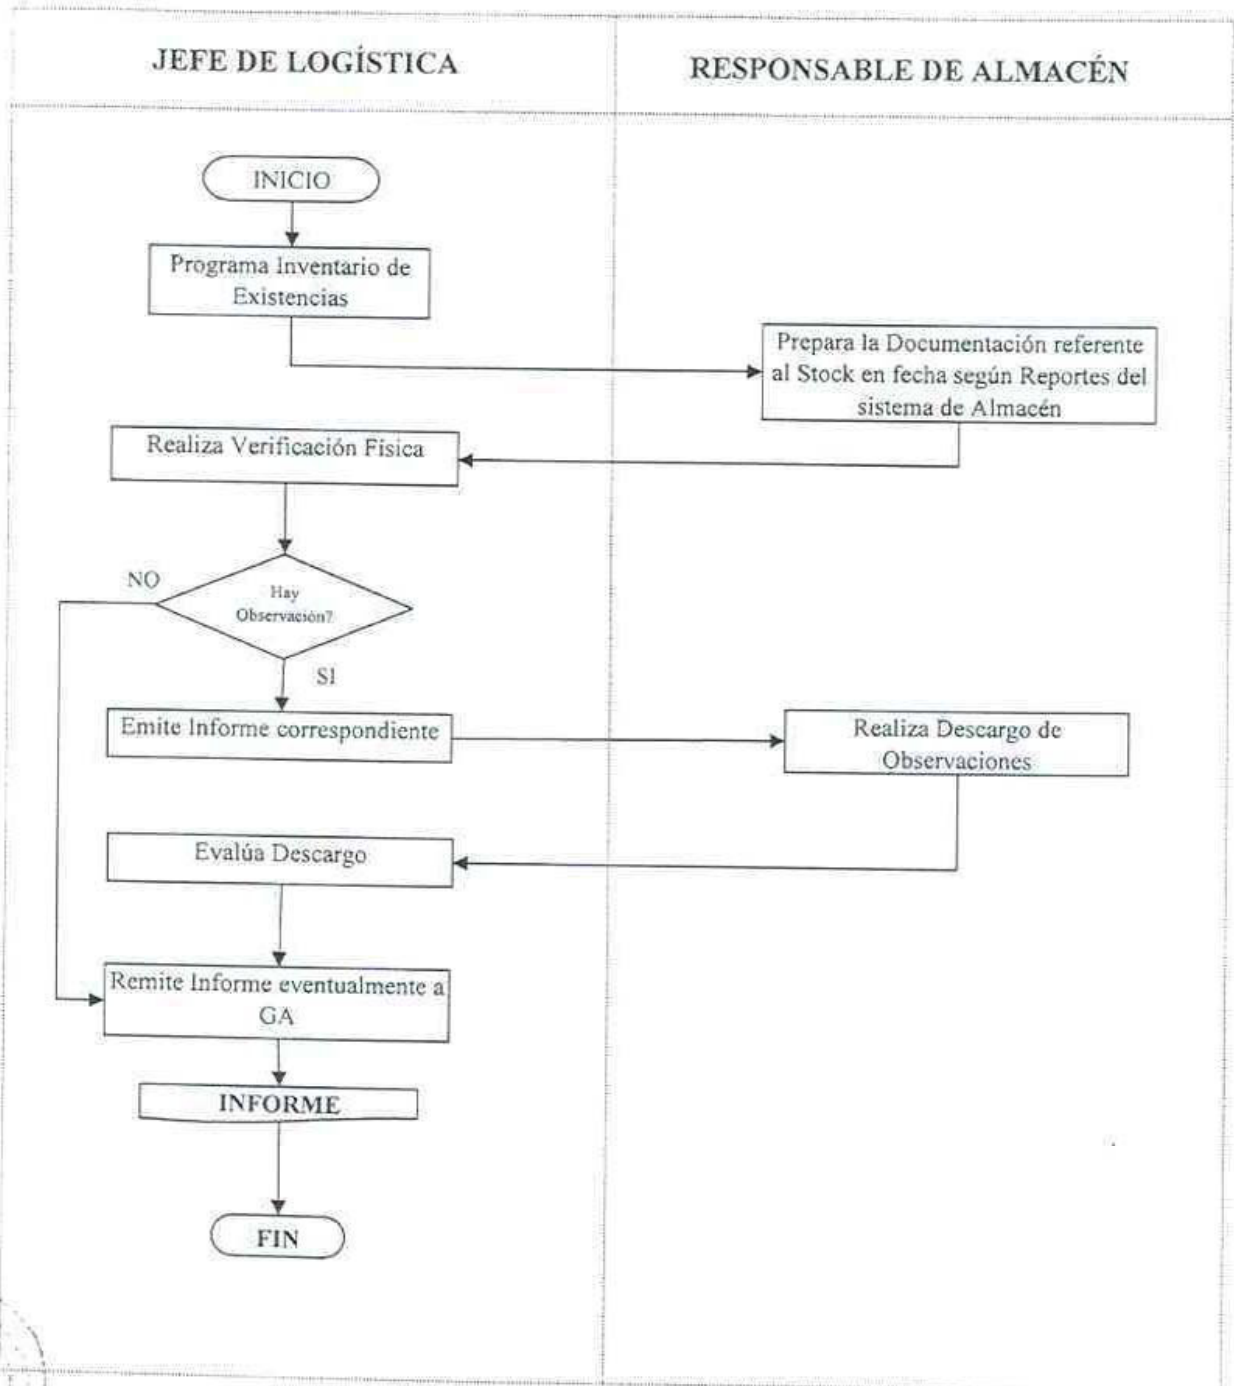 JEFE DE LOGÍSTICA
RESPONSABLE DE ALMACÉN
INICIO
Programa Inventario de
Existencias
Prepara la Documentación referente
al Stock en fecha según Reportes del
sistema de Almacén
Realiza Verificación Física
NO
Hay
Observación?
SI
Emite Informe correspondiente
Realiza Descargo de
Observaciones
Evalúa Descargo
Remite Informe eventualmente a
GA
INFORME
FIN